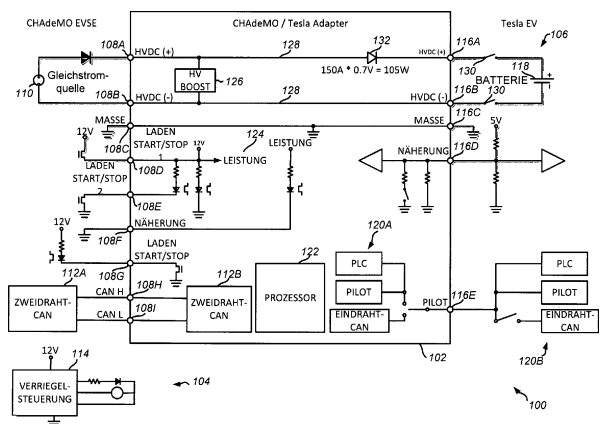 CHAdeMO EVSE
CHAdeMO / Tesla Adapter
Tesla EV
108A
HVDC (+)
128
132
HVDC (+)
116A
106
130
118
+
110
Gleichstrom-
quelle
HV
BOOST
126
150A * 0.7V = 105W
BATTERIE
130
108B
HVDC (-)
128
HVDC (-)
116B
MASSE
MASSE
116C
12V
108C
LADEN
START/STOP
1
12V
124
LEISTUNG
LEISTUNG
NÄHERUNG
116D
5V
108D
LADEN
START/STOP
2
108E
NÄHERUNG
108F
12V
LADEN
START/STOP
108G
120A
112A
CAN H
108H
112B
122
PLC
PLC
ZWEIDRAHT-
CAN
ZWEIDRAHT-
CAN
PROZESSOR
PILOT
PILOT
116E
PILOT
CAN L
108I
EINDRAHT-
CAN
EINDRAHT-
CAN
12V
114
102
120B
VERRIEGEL-
STEUERUNG
104
100